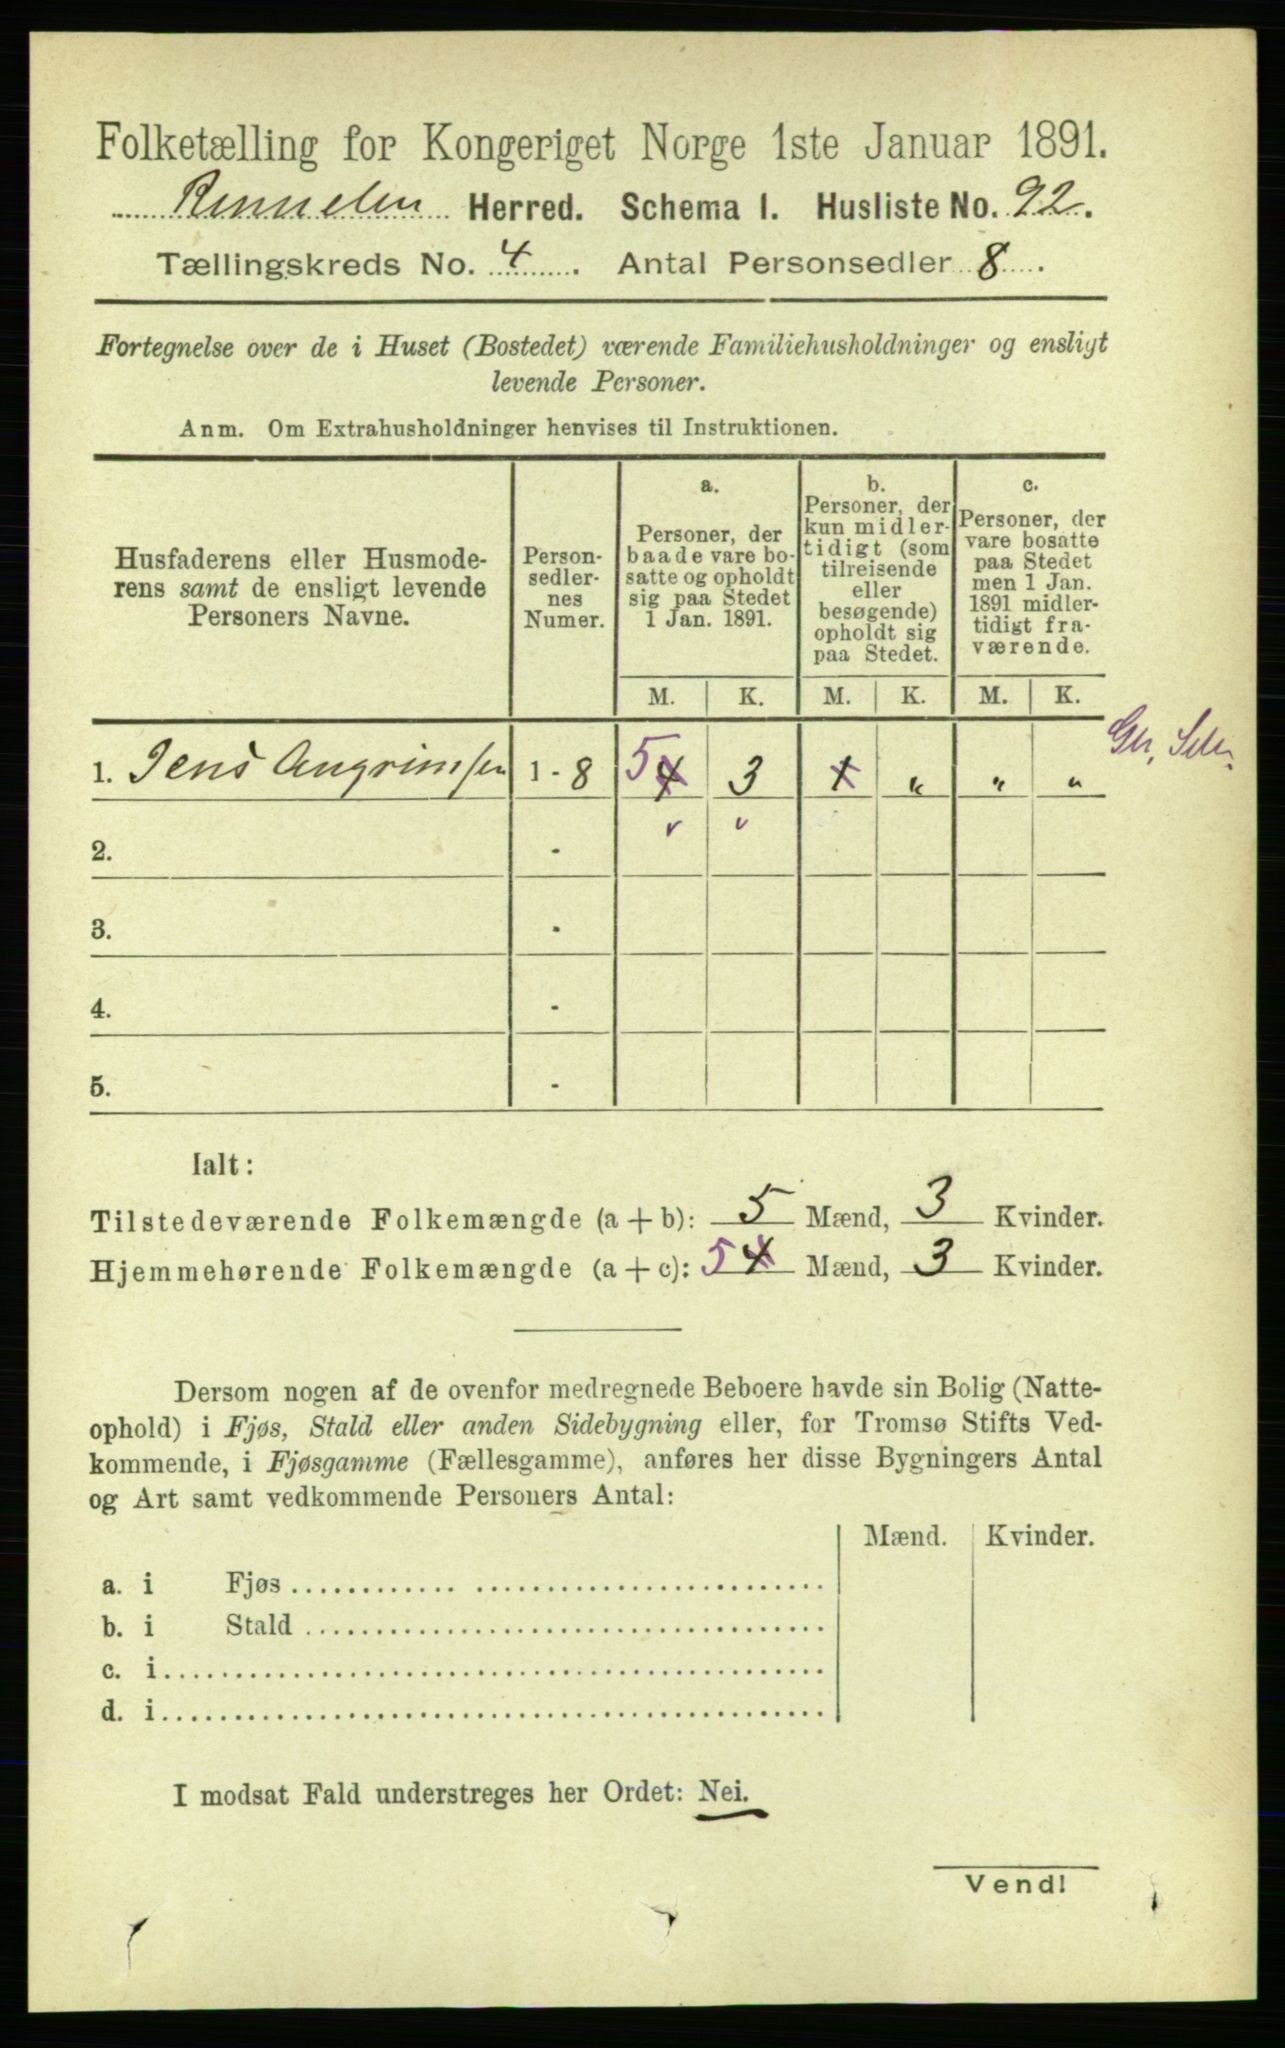 Folketælling for Kongeriget Norge 1ste Januar 1891.
Herred. Schema I. Husliste No. 92.
Tællingskreds No. 4. Antal Personsedler 8.
Fortegnelse over de i Huset (Bostedet) værende Familiehusholdninger og ensligt
levende Personer.
Anm. Om Extrahusholdninger henvises til Instruktionen.
Husfaderens eller Husmode-
rens samt de ensligt levende
Personers Navne.
Person-
sedler-
nes
Numer.
a.
Personer, der
baade vare bo-
satte og opholdt
sig paa Stedet
1 Jan. 1891.
b.
Personer, der
kun midler-
tidigt (som
tilreisende
eller
besøgende)
opholdt sig
paa Stedet.
c.
Personer, der
vare bosatte
paa Stedet
men 1 Jan.
1891 midler-
tidigt fra-
værende.
M. K. M. K. M. K.
1. Jens Angrimsen 1 - 8 5 4 3 1 " " "
2. -
3. -
4. -
5. -
Ialt:
Tilstedeværende Folkemængde (a + b): 5 Mænd, 3 Kvinder.
Hjemmehørende Folkemængde (a + c): 5 4 Mænd, 3 Kvinder.
Dersom nogen af de ovenfor medregnede Beboere havde sin Bolig (Natte-
ophold) i Fjøs, Stald eller anden Sidebygning eller, for Tromsø Stifts Ved-
kommende, i Fjøsgamme (Fællesgamme), anføres her disse Bygningers Antal
og Art samt vedkommende Personers Antal:
Mænd. Kvinder.
a. i Fjøs
b. i Stald
c. i
d. i
I modsat Fald understreges her Ordet: Nei.
Vend!